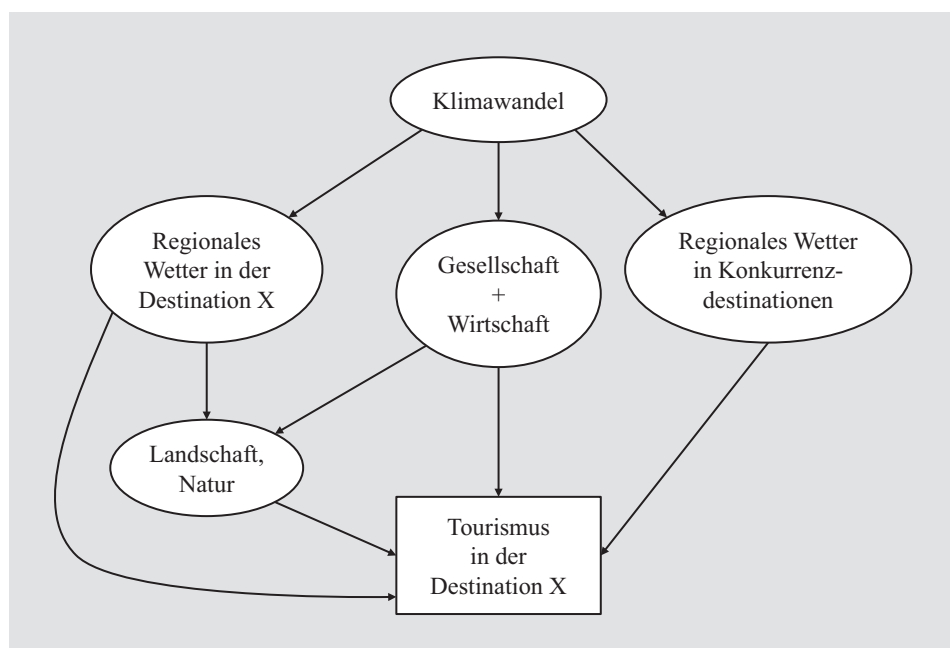 Klimawandel
Regionales
Wetter in der
Destination X
Gesellschaft
+
Wirtschaft
Regionales Wetter
in Konkurrenz-
destinationen
Landschaft,
Natur
Tourismus
in der
Destination X